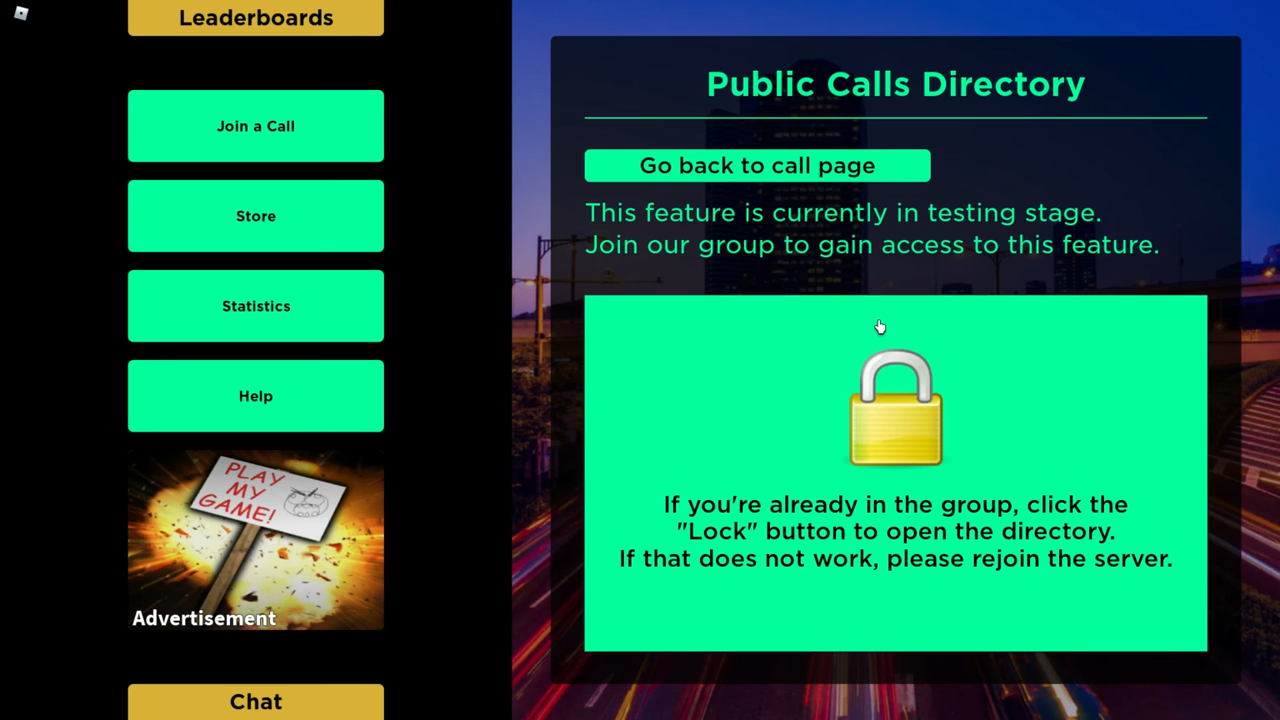 Leaderboards
Join a Call
Store
Statistics
Help
PLAY
MY
GAME!
Advertisement
Chat
Public Calls Directory
Go back to call page
This feature is currently in testing stage.
Join our group to gain access to this feature.
If you're already in the group, click the
"Lock" button to open the directory.
If that does not work, please rejoin the server.